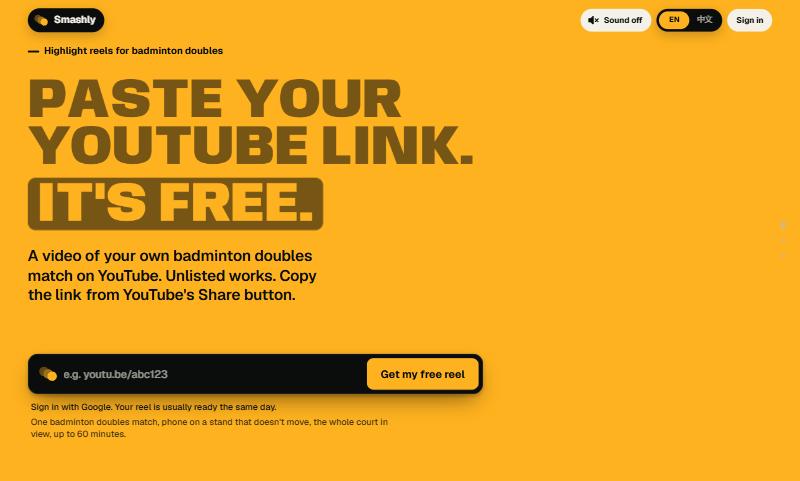 Smashly
Sound off
EN
中文
Sign in
Highlight reels for badminton doubles
PASTE YOUR
YOUTUBE LINK.
IT'S FREE.
A video of your own badminton doubles
match on YouTube. Unlisted works. Copy
the link from YouTube's Share button.
e.g. youtu.be/abc123
Get my free reel
Sign in with Google. Your reel is usually ready the same day.
One badminton doubles match, phone on a stand that doesn't move, the whole court in
view, up to 60 minutes.